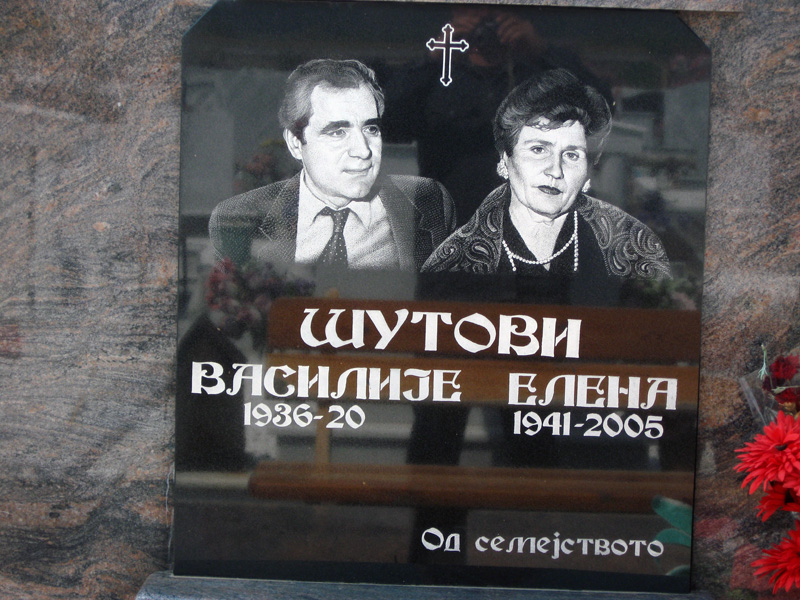 ШУТОВИ
ВАСИЛИЈЕ ЕЛЕНА
1936-20 1941-2005
Од семејството